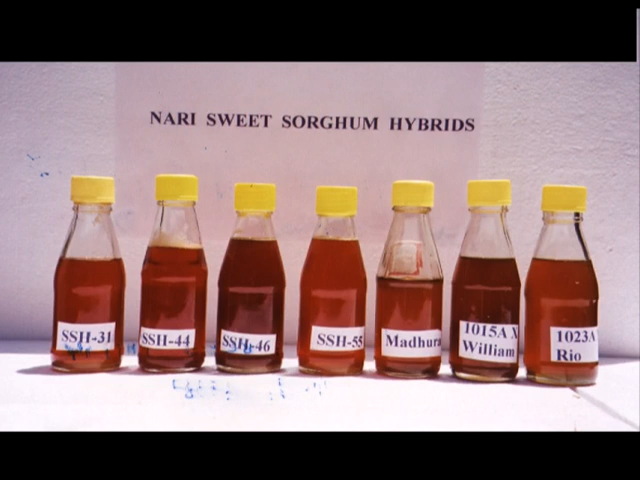 NARI SWEET SORGHUM HYBRIDS
SSH-31
SSH-44
SSH-46
SSH-55
Madhura
1015A X
William
1023A
Rio